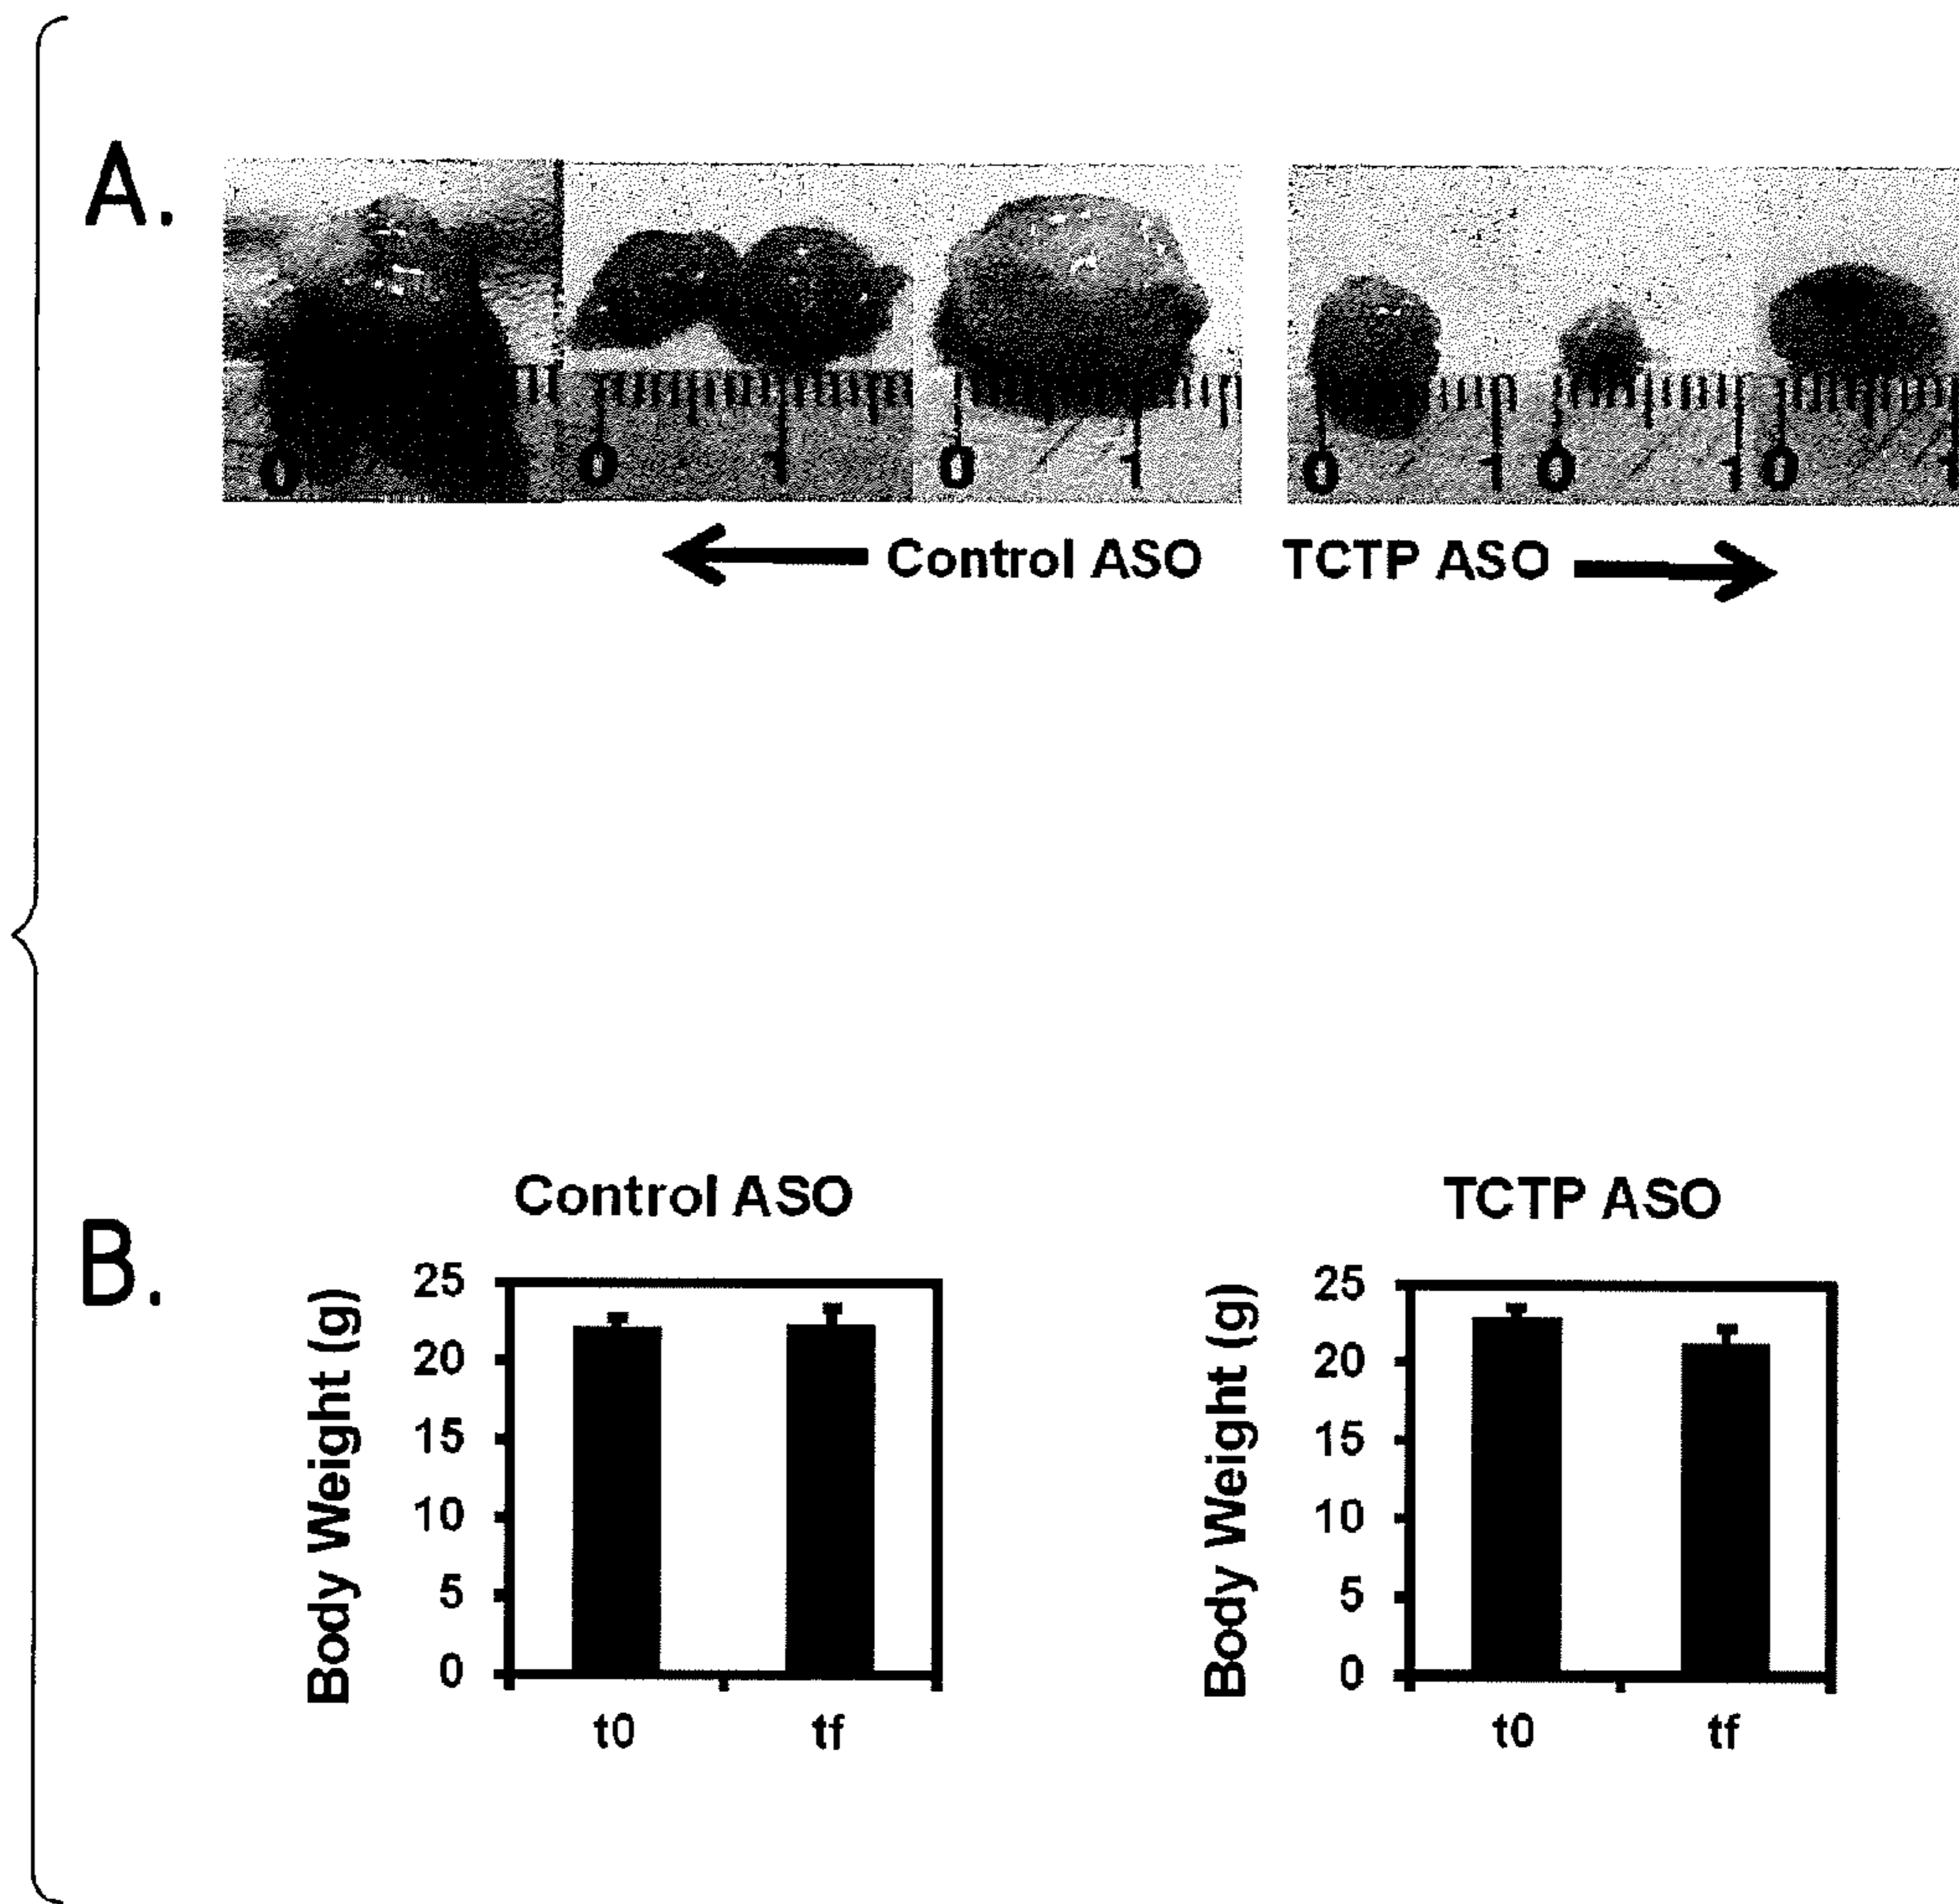 A.
0 0 1 0 1 0 1 0 1 0 1
Control ASO TCTP ASO
B.
Control ASO
Body Weight (g)
25
20
15
10
5
0
t0 tf
TCTP ASO
Body Weight (g)
25
20
15
10
5
0
t0 tf